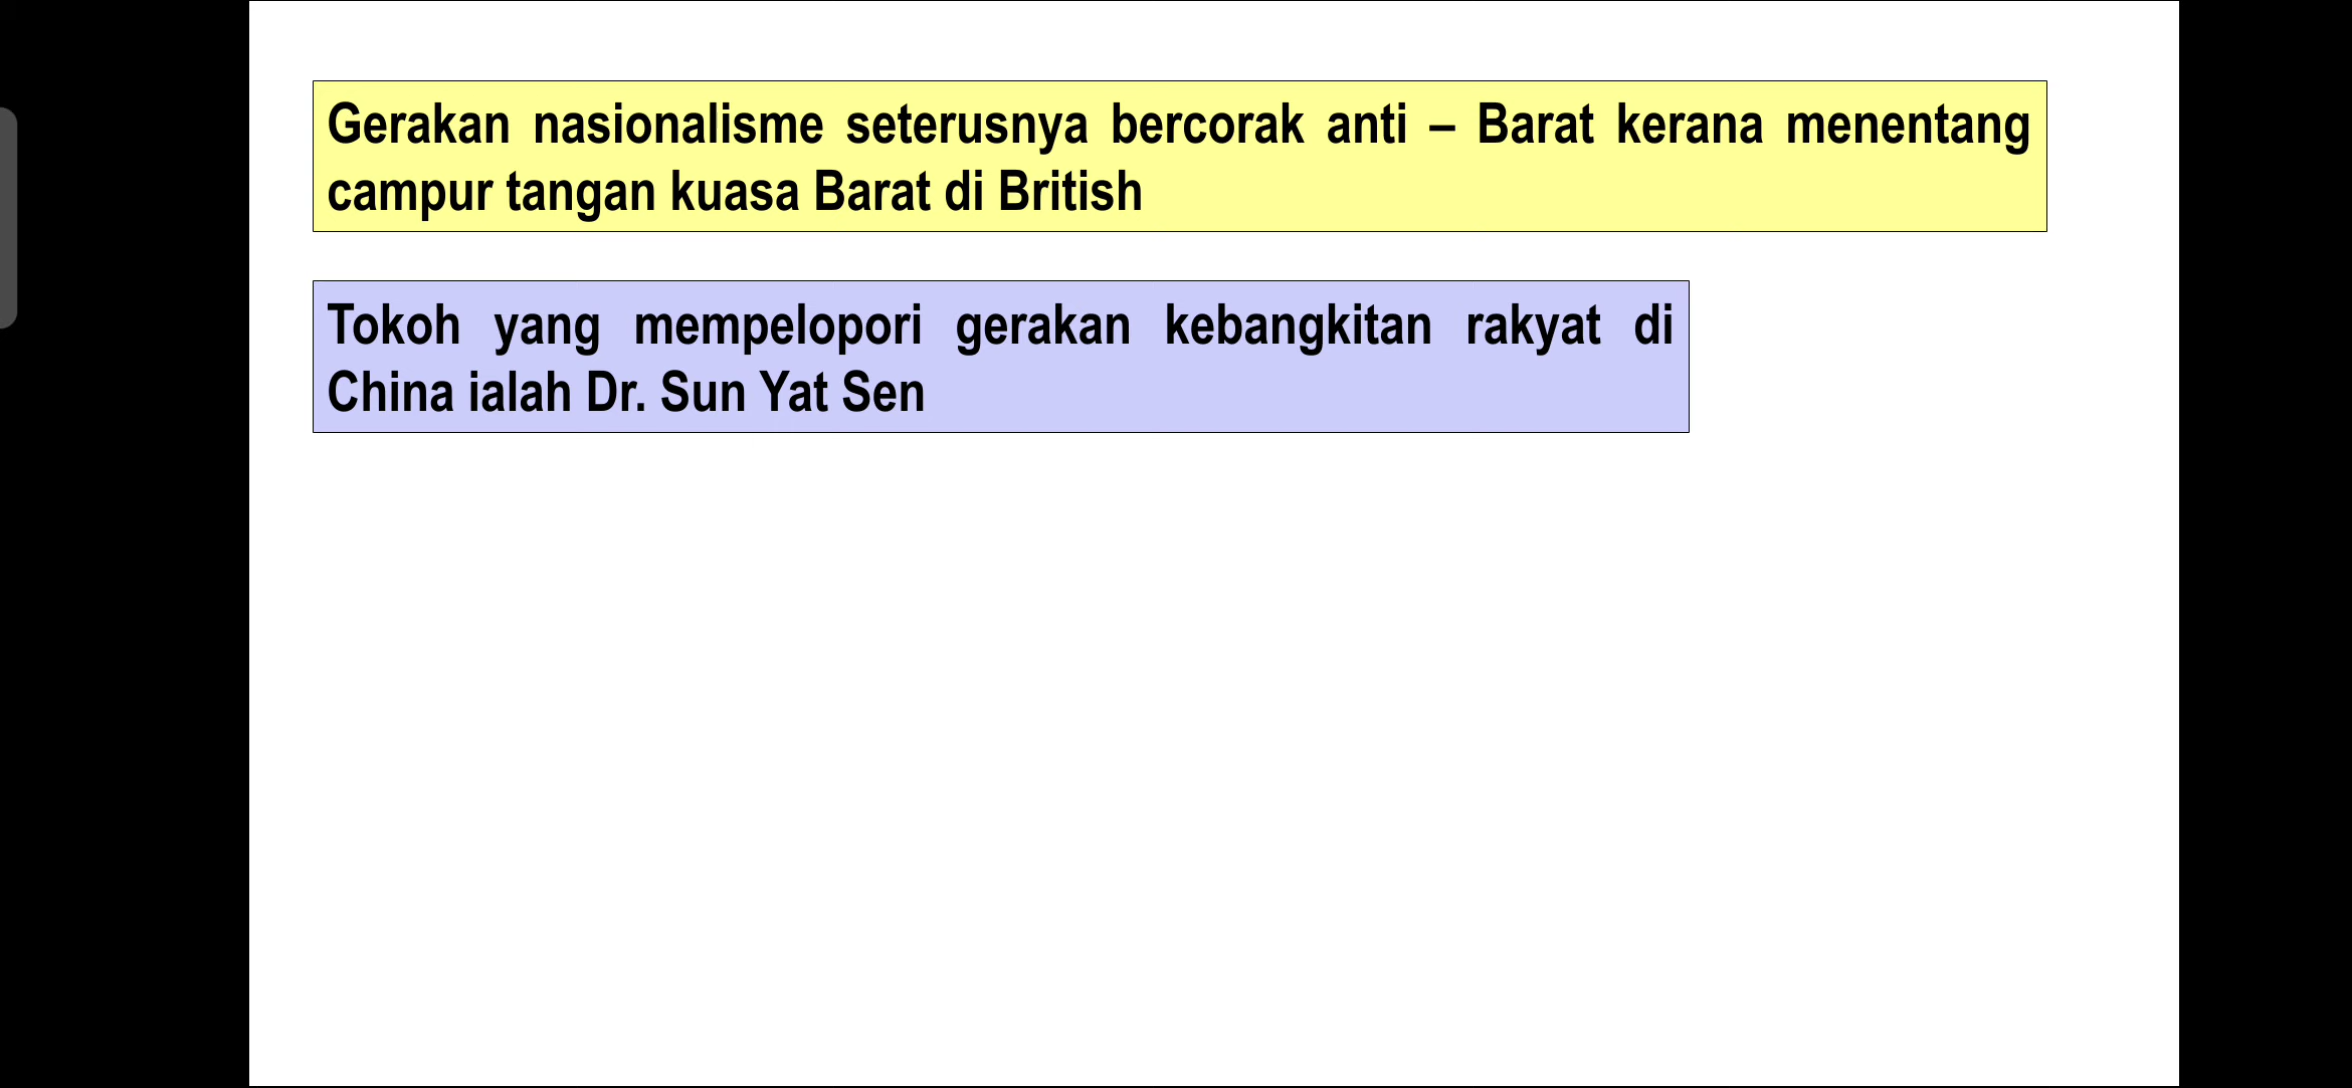 Gerakan nasionalisme seterusnya bercorak anti – Barat kerana menentang
campur tangan kuasa Barat di British
Tokoh yang mempelopori gerakan kebangkitan rakyat di
China ialah Dr. Sun Yat Sen